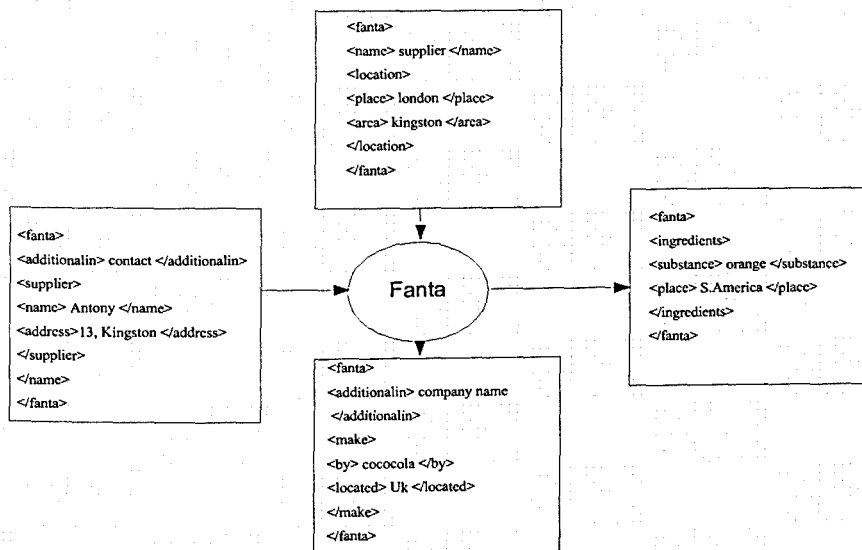 <fanta>
<name> supplier </name>
<location>
<place> london </place>
<area> kingston </area>
</location>
</fanta>
<fanta>
<additionalin> contact </additionalin>
<supplier>
<name> Antony </name>
<address>13, Kingston </address>
</supplier>
</name>
</fanta>
Fanta
<fanta>
<ingredients>
<substance> orange </substance>
<place> S.America </place>
</ingredients>
</fanta>
<fanta>
<additionalin> company name
</additionalin>
<make>
<by> cococola </by>
<located> Uk </located>
</make>
</fanta>